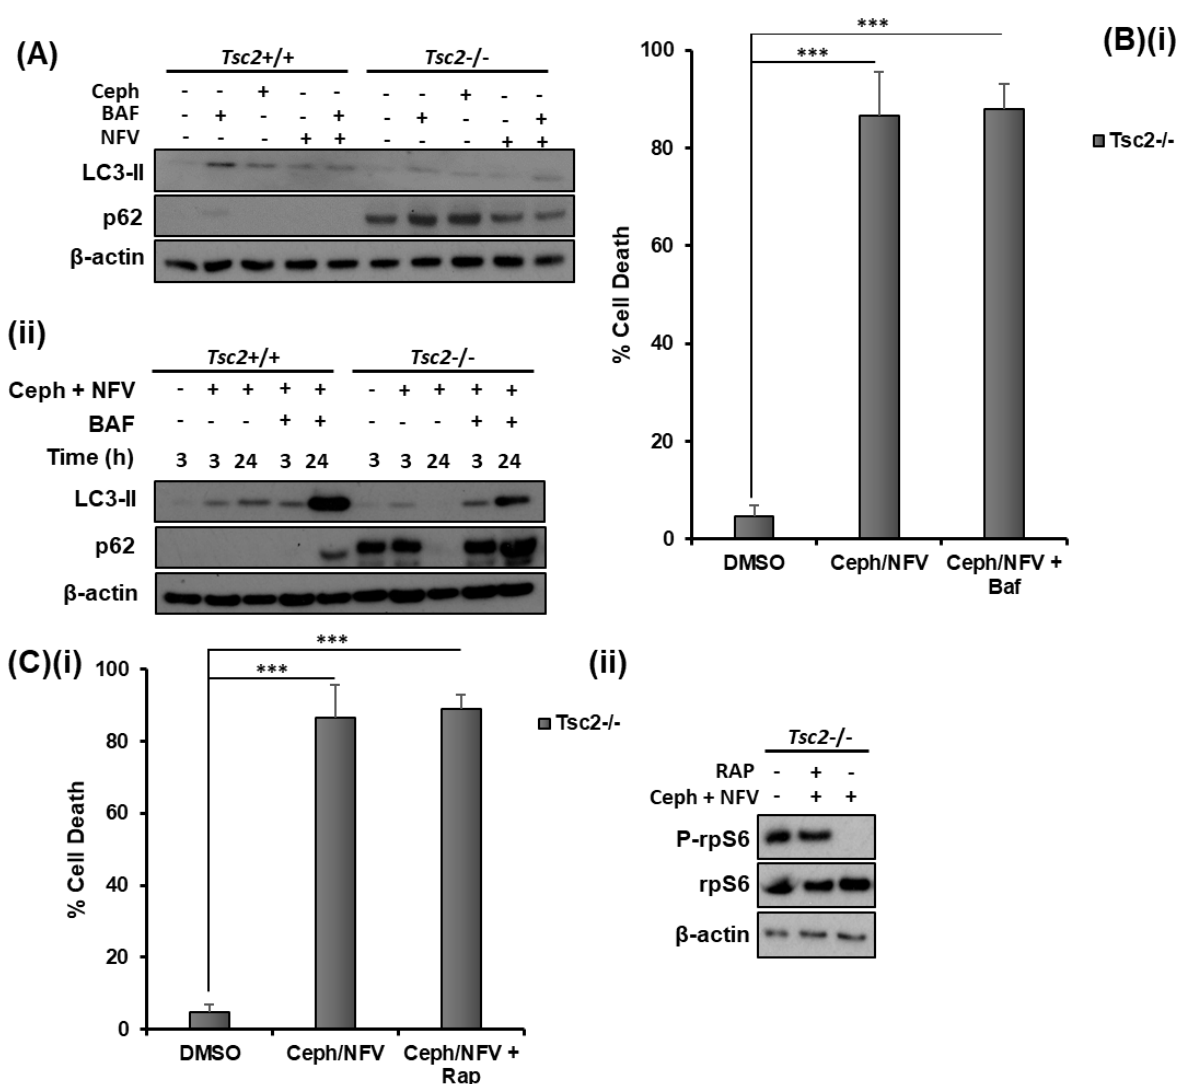 (A)
Tsc2+/+ Tsc2-/-
Ceph - - + - - - - + - -
BAF - + - - + - + - - +
NFV - - - + + - - - + +
LC3-II
p62
β-actin
(B)(i)
*** 
***
100
80
60
40
20
0
% Cell Death
Tsc2-/-
DMSO Ceph/NFV Ceph/NFV +
Baf
(ii)
Tsc2+/+ Tsc2-/-
Ceph + NFV - + + + + - + + + +
BAF - - - + + - - - + +
Time (h) 3 3 24 3 24 3 3 24 3 24
LC3-II
p62
β-actin
(C)(i)
***
***
100
80
60
40
20
0
% Cell Death
Tsc2-/-
DMSO Ceph/NFV Ceph/NFV +
Rap
(ii)
Tsc2-/-
RAP - + -
Ceph + NFV - + +
P-rpS6
rpS6
β-actin